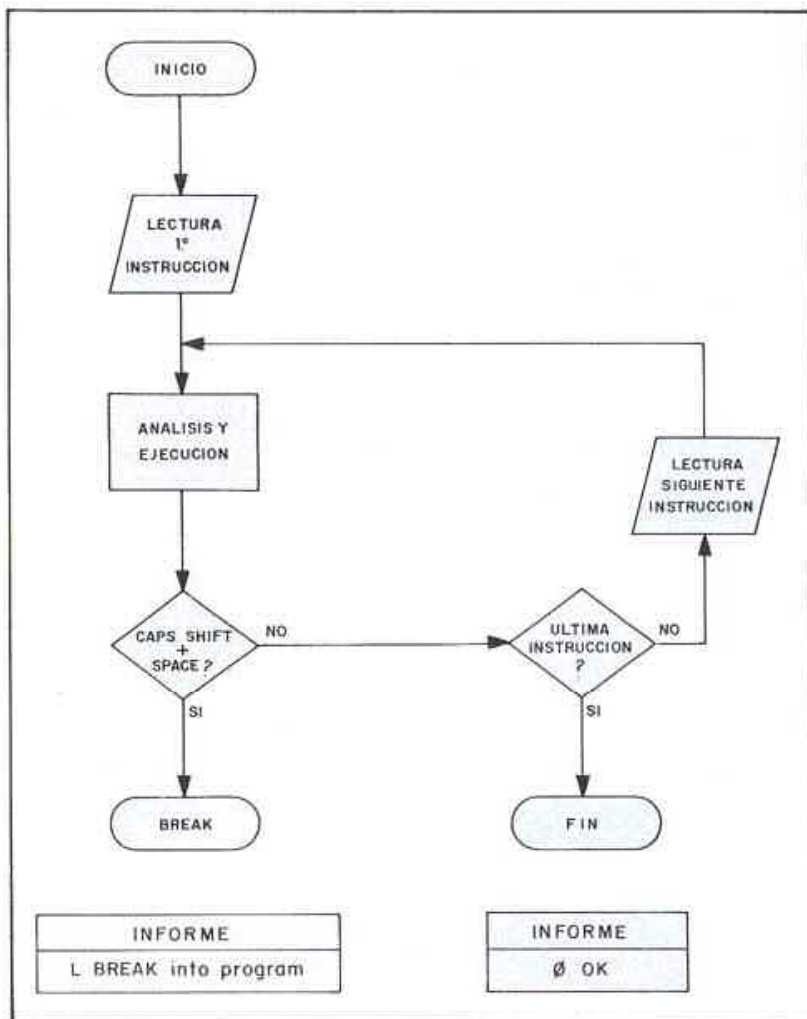 INICIO
LECTURA
1.ª
INSTRUCCION
ANALISIS Y
EJECUCION
LECTURA
SIGUIENTE
INSTRUCCION
CAPS SHIFT
+
SPACE?
NO
SI
ULTIMA
INSTRUCCION
?
NO
SI
BREAK
FIN
INFORME
L BREAK into program
INFORME
Ø OK